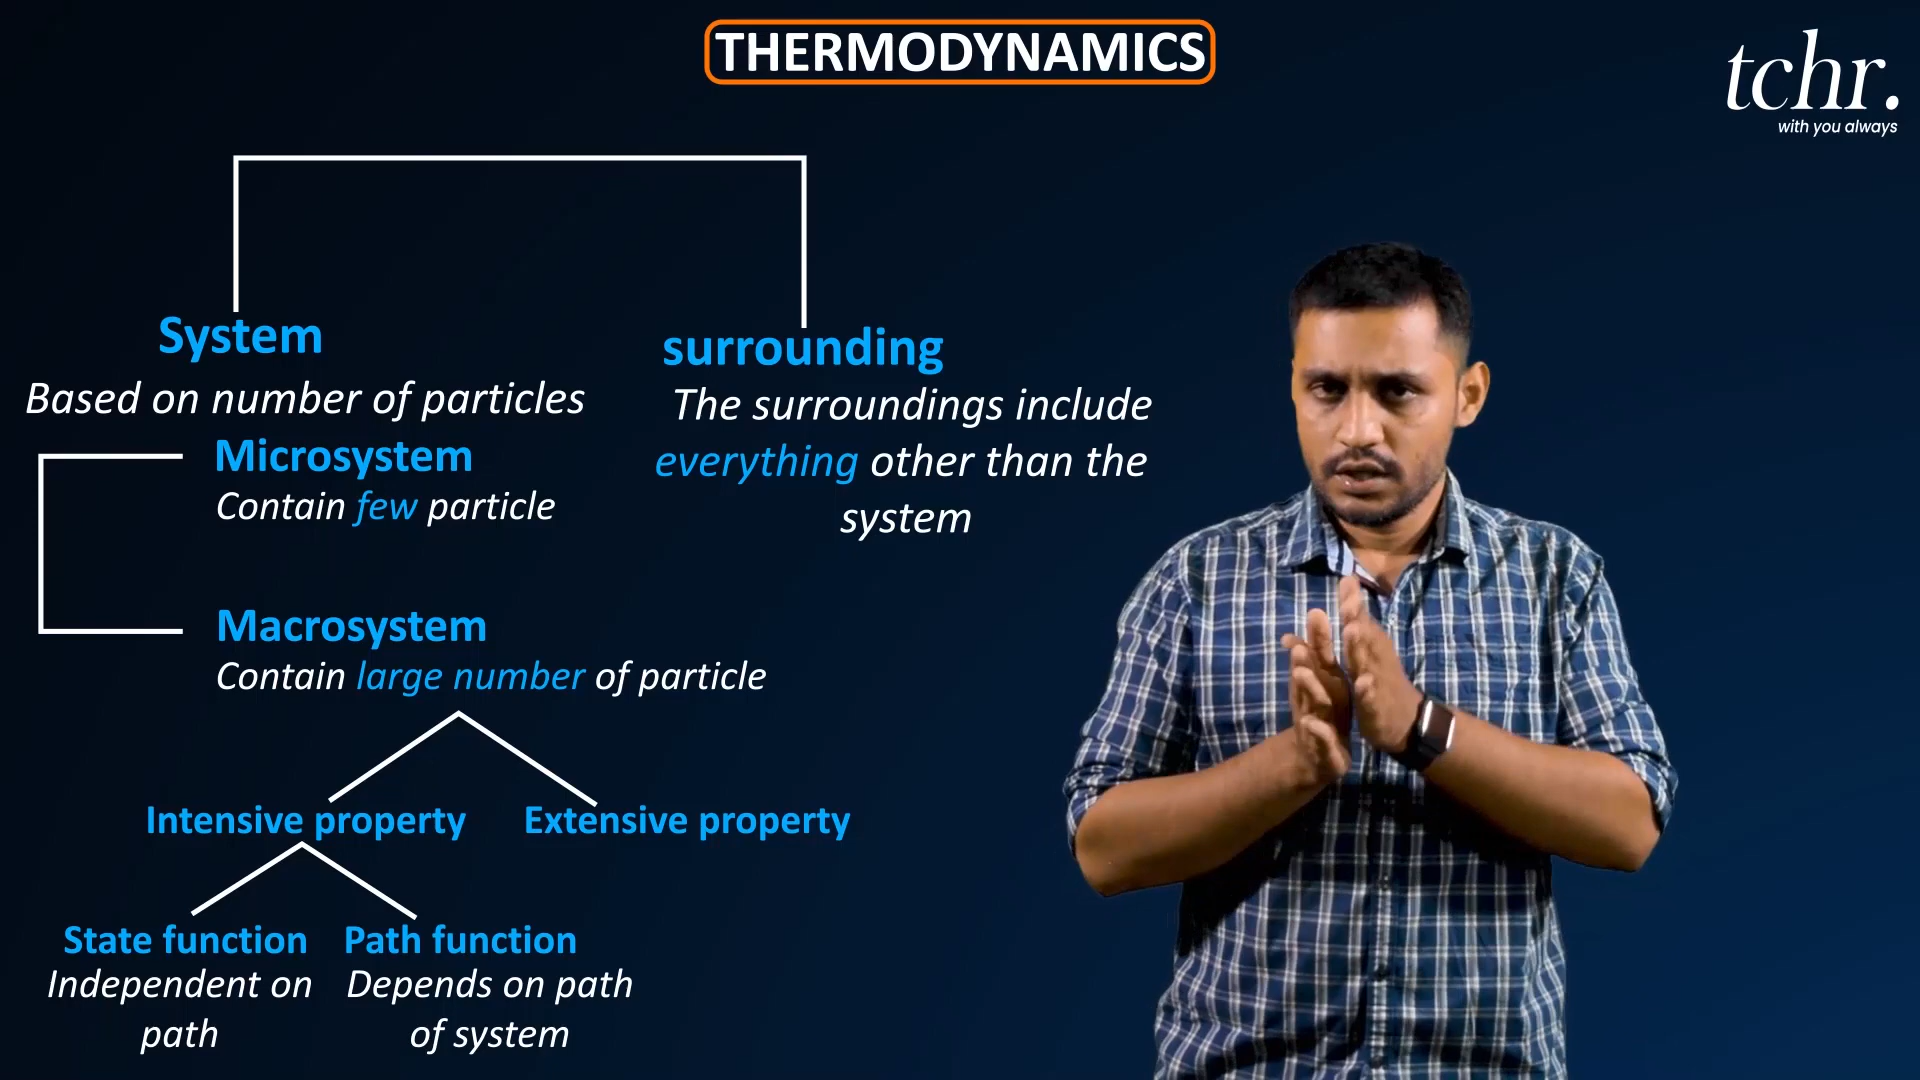 THERMODYNAMICS
tchr.
with you always
System
Based on number of particles
Microsystem
Contain few particle
Macrosystem
Contain large number of particle
surrounding
The surroundings include
everything other than the
system
Intensive property
Extensive property
State function
Independent on
path
Path function
Depends on path
of system